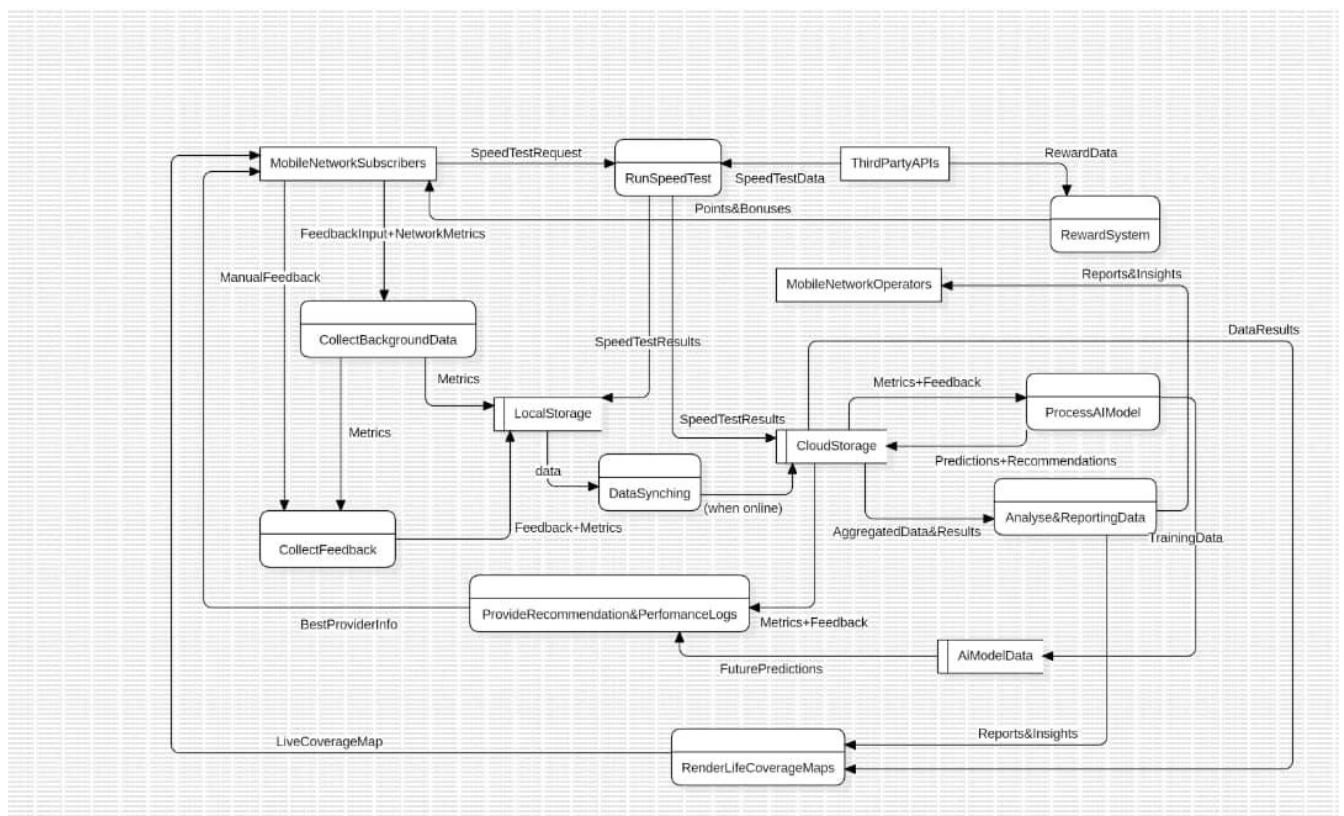 MobileNetworkSubscribers
SpeedTestRequest
RunSpeedTest
SpeedTestData
ThirdPartyAPIs
RewardData
Points&Bonuses
RewardSystem
FeedbackInput+NetworkMetrics
ManualFeedback
MobileNetworkOperators
Reports&Insights
CollectBackgroundData
SpeedTestResults
DataResults
Metrics
LocalStorage
Metrics+Feedback
ProcessAIModel
SpeedTestResults
CloudStorage
Metrics
Predictions+Recommendations
data
DataSynching
(when online)
Analyse&ReportingData
Feedback+Metrics
AggregatedData&Results
TrainingData
CollectFeedback
ProvideRecommendation&PerfomanceLogs
Metrics+Feedback
BestProviderInfo
AiModelData
FuturePredictions
LiveCoverageMap
Reports&Insights
RenderLifeCoverageMaps